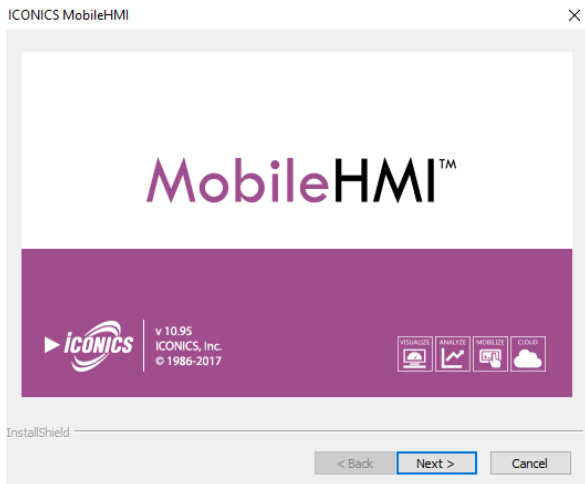 ICONICS MobileHMI
MobileHMI™
ICONICS
v 10.95
ICONICS, Inc.
© 1986-2017
VISUALIZE ANALYZE MOBILIZE CLOUD
InstallShield
< Back Next > Cancel